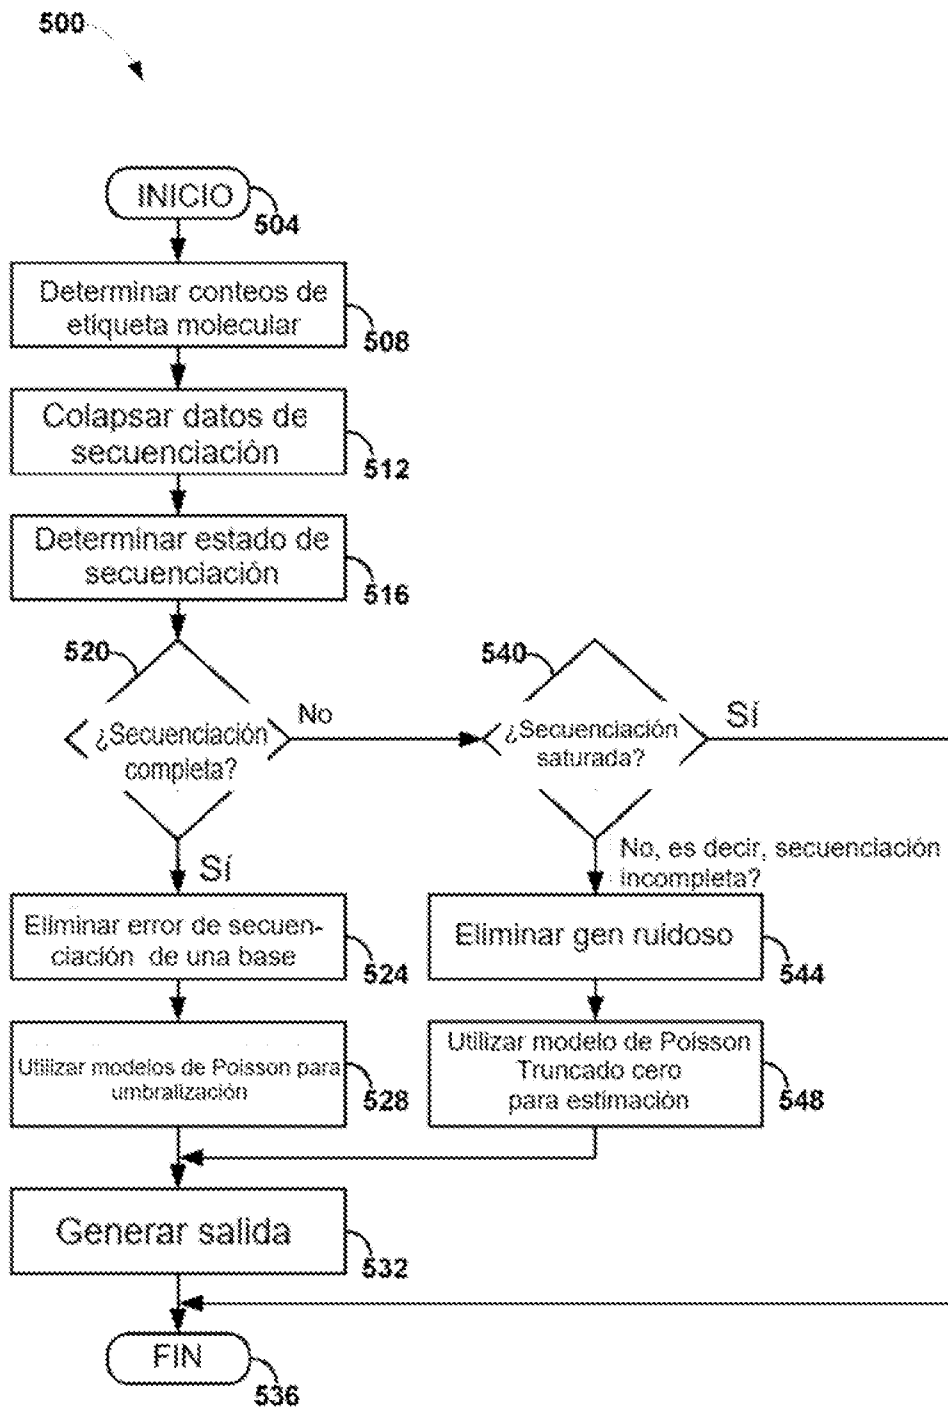 500
INICIO
504
Determinar conteos de
etiqueta molecular
508
Colapsar datos de
secuenciación
512
Determinar estado de
secuenciación
516
520
¿Secuenciación
completa?
No
540
¿Secuenciación
saturada?
Sí
Sí
No, es decir, secuenciación
incompleta?
Eliminar error de secuen-
ciación de una base
524
Eliminar gen ruidoso
544
Utilizar modelos de Poisson para
umbralización
528
Utilizar modelo de Poisson
Truncado cero
para estimación
548
Generar salida
532
FIN
536